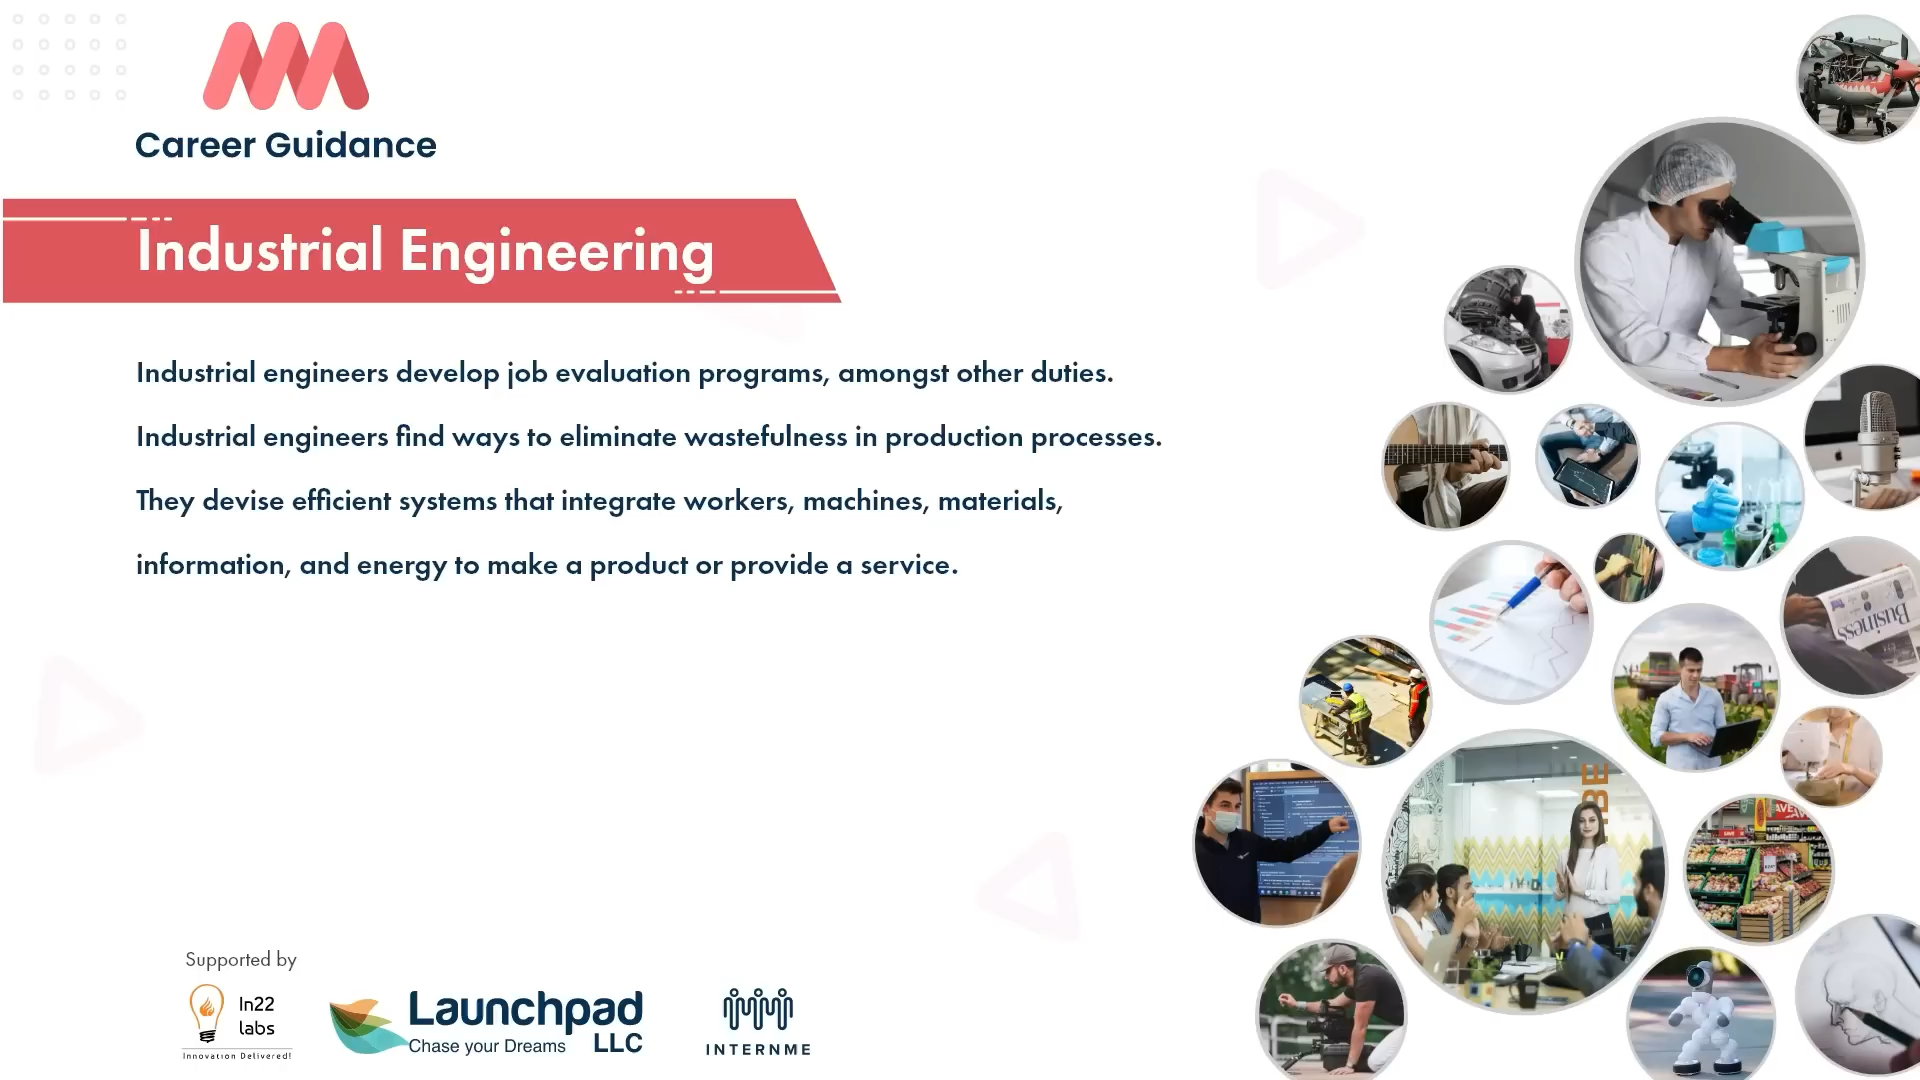 Career Guidance
Industrial Engineering
Industrial engineers develop job evaluation programs, amongst other duties.
Industrial engineers find ways to eliminate wastefulness in production processes.
They devise efficient systems that integrate workers, machines, materials,
information, and energy to make a product or provide a service.
Business
Supported by
In22
labs
Innovation Delivered!
Launchpad
Chase your Dreams LLC
INTERNME